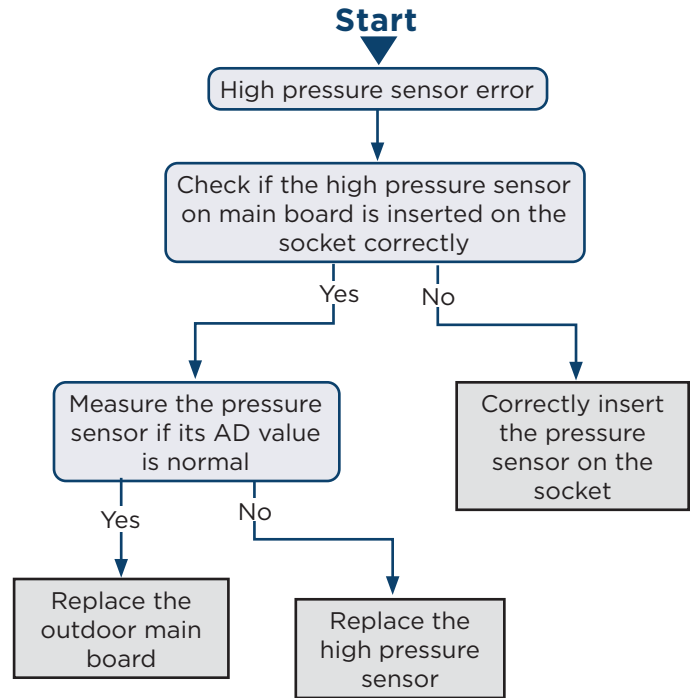 Start
High pressure sensor error
Check if the high pressure sensor
on main board is inserted on the
socket correctly
Yes
No
Measure the pressure
sensor if its AD value
is normal
Correctly insert
the pressure
sensor on the
socket
Yes
No
Replace the
outdoor main
board
Replace the
high pressure
sensor